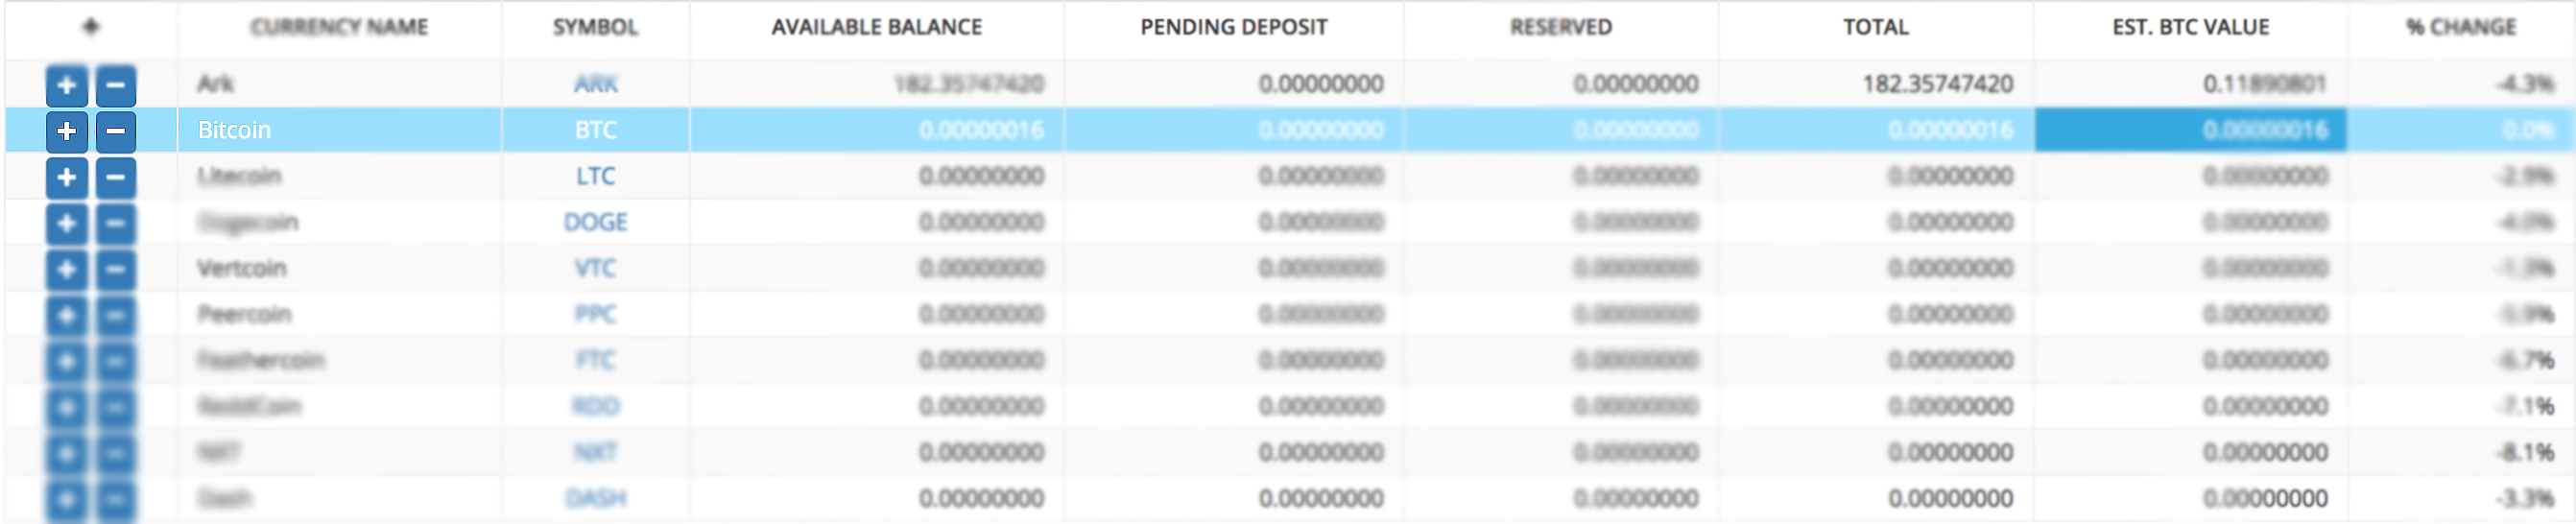 CURRENCY NAME SYMBOL AVAILABLE BALANCE PENDING DEPOSIT RESERVED TOTAL EST. BTC VALUE % CHANGE
Ark ARK 182.35747420 0.00000000 0.00000000 182.35747420 0.11890801 -4.3%
Bitcoin BTC 0.00000016 0.00000000 0.00000000 0.00000016 0.00000016 0.0%
Litecoin LTC 0.00000000 0.00000000 0.00000000 0.00000000 0.00000000 -2.9%
Dogecoin DOGE 0.00000000 0.00000000 0.00000000 0.00000000 0.00000000 -4.0%
Vertcoin VTC 0.00000000 0.00000000 0.00000000 0.00000000 0.00000000 -1.3%
Peercoin PPC 0.00000000 0.00000000 0.00000000 0.00000000 0.00000000
Feathercoin FTC 0.00000000 0.00000000 0.00000000 0.00000000 0.00000000
ReddCoin RDD 0.00000000 0.00000000 0.00000000 0.00000000 0.00000000 -7.1%
NXT NXT 0.00000000 0.00000000 0.00000000 0.00000000 0.00000000 -8.1%
Dash DASH 0.00000000 0.00000000 0.00000000 0.00000000 0.00000000 -3.3%